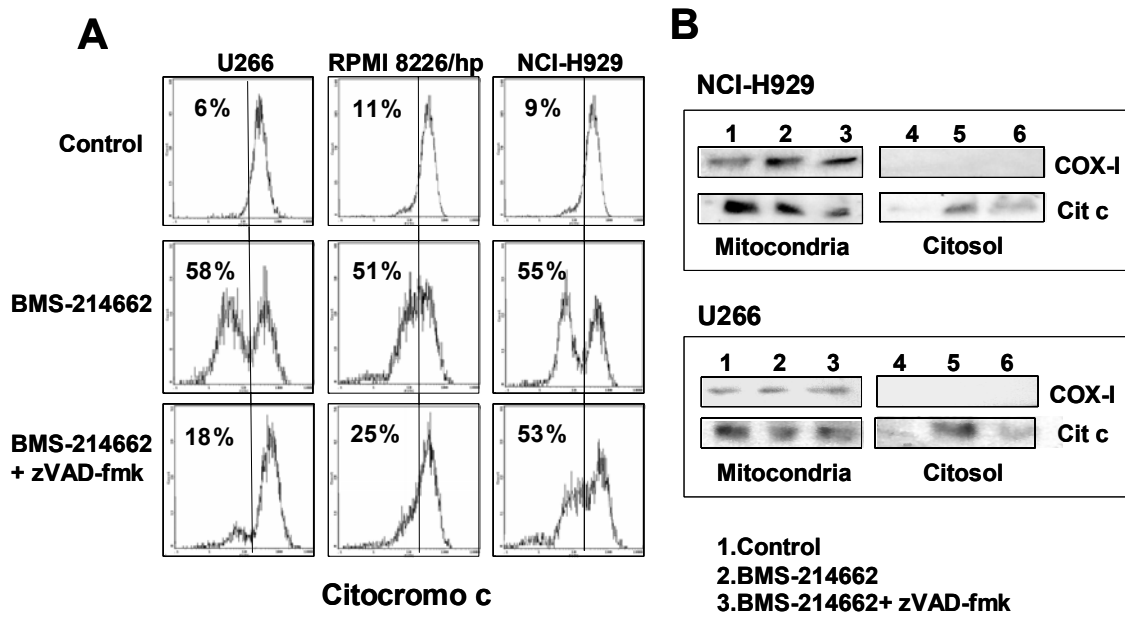 A
U266
RPMI 8226/hp
NCI-H929
Control
6%
11%
9%
BMS-214662
58%
51%
55%
BMS-214662
+ zVAD-fmk
18%
25%
53%
Citocromo c
B
NCI-H929
1 2 3 4 5 6
COX-I
Cit c
Mitocondria Citosol
U266
1 2 3 4 5 6
COX-I
Cit c
Mitocondria Citosol
1.Control
2.BMS-214662
3.BMS-214662+ zVAD-fmk